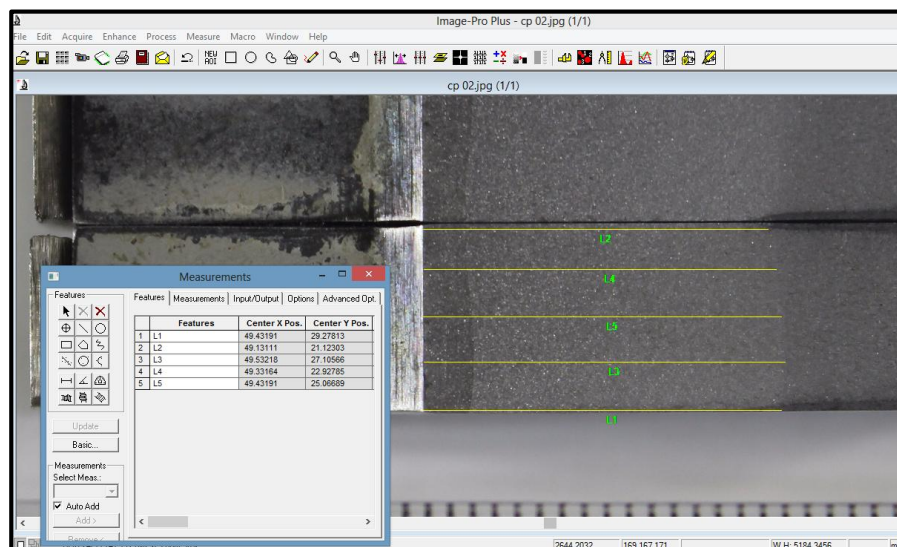 Image-Pro Plus - cp 02.jpg (1/1)
File Edit Acquire Enhance Process Measure Macro Window Help
NEW AOI
cp 02.jpg (1/1)
L2
L4
L5
L3
L1
Measurements
Features
Features Measurements Input/Output Options Advanced Opt.
Features Center X Pos. Center Y Pos.
1 L1 49.43191 29.27813
2 L2 49.13111 21.12303
3 L3 49.53218 27.10566
4 L4 49.33164 22.92785
5 L5 49.43191 25.06689
Update
Basic...
Measurements
Select Meas.:
Auto Add
Add >
Remove <
2644,2032 169,167,171 W,H: 5184,3456